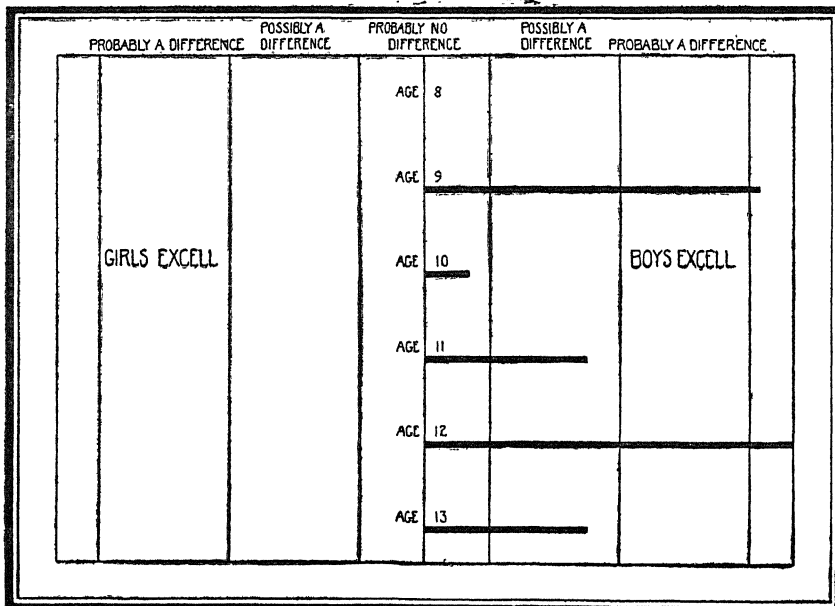 PROBABLY A DIFFERENCE
POSSIBLY A
DIFFERENCE
PROBABLY NO
DIFFERENCE
POSSIBLY A
DIFFERENCE
PROBABLY A DIFFERENCE
AGE 8
AGE 9
GIRLS EXCELL
AGE 10
BOYS EXCELL
AGE 11
AGE 12
AGE 13